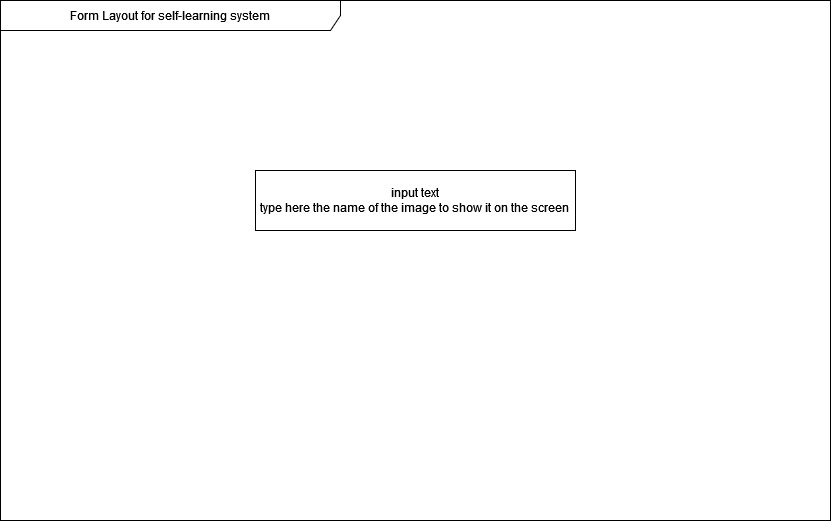 Form Layout for self-learning system
input text
type here the name of the image to show it on the screen